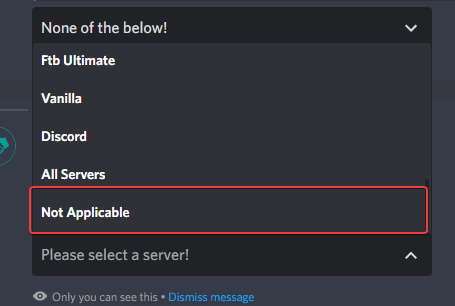 None of the below!
Ftb Ultimate
Vanilla
Discord
All Servers
Not Applicable
Please select a server!
Only you can see this • Dismiss message